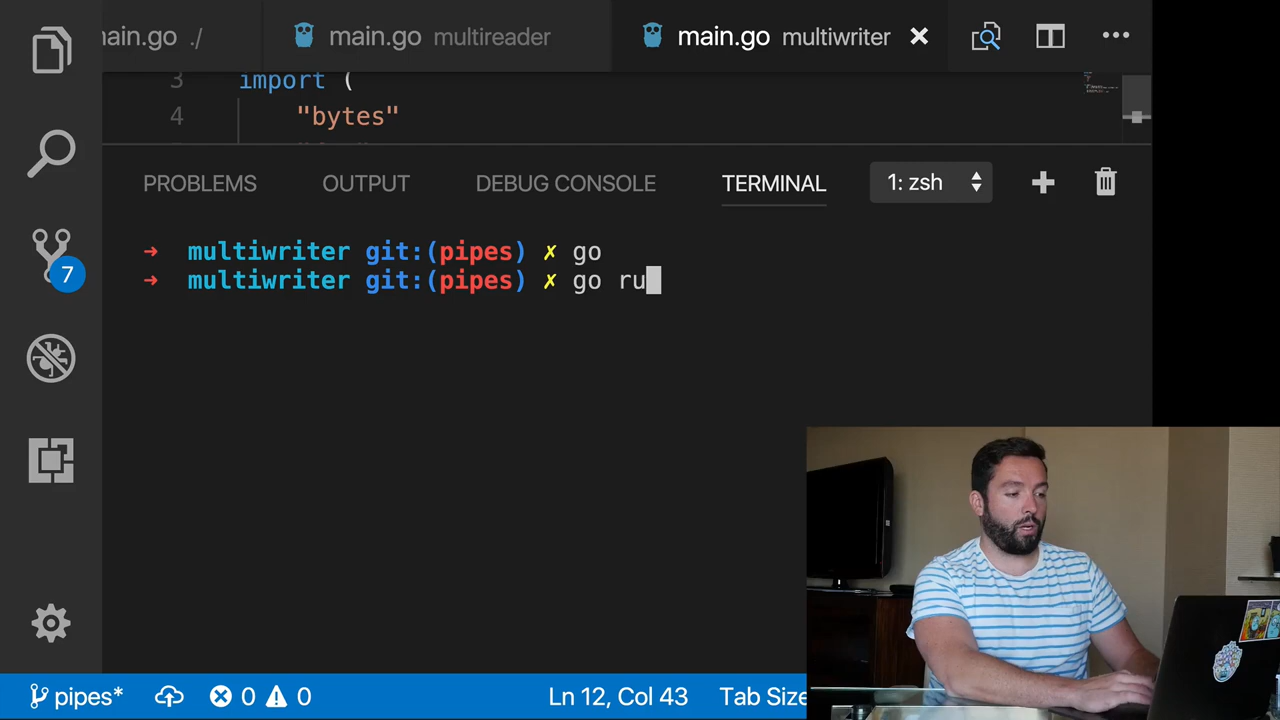 main.go ./
main.go multireader
main.go multiwriter
3 import (
4 "bytes"
PROBLEMS OUTPUT DEBUG CONSOLE TERMINAL 1: zsh
➜ multiwriter git:(pipes) ✗ go
➜ multiwriter git:(pipes) ✗ go ru
7
pipes* 0 0 Ln 12, Col 43 Tab Size